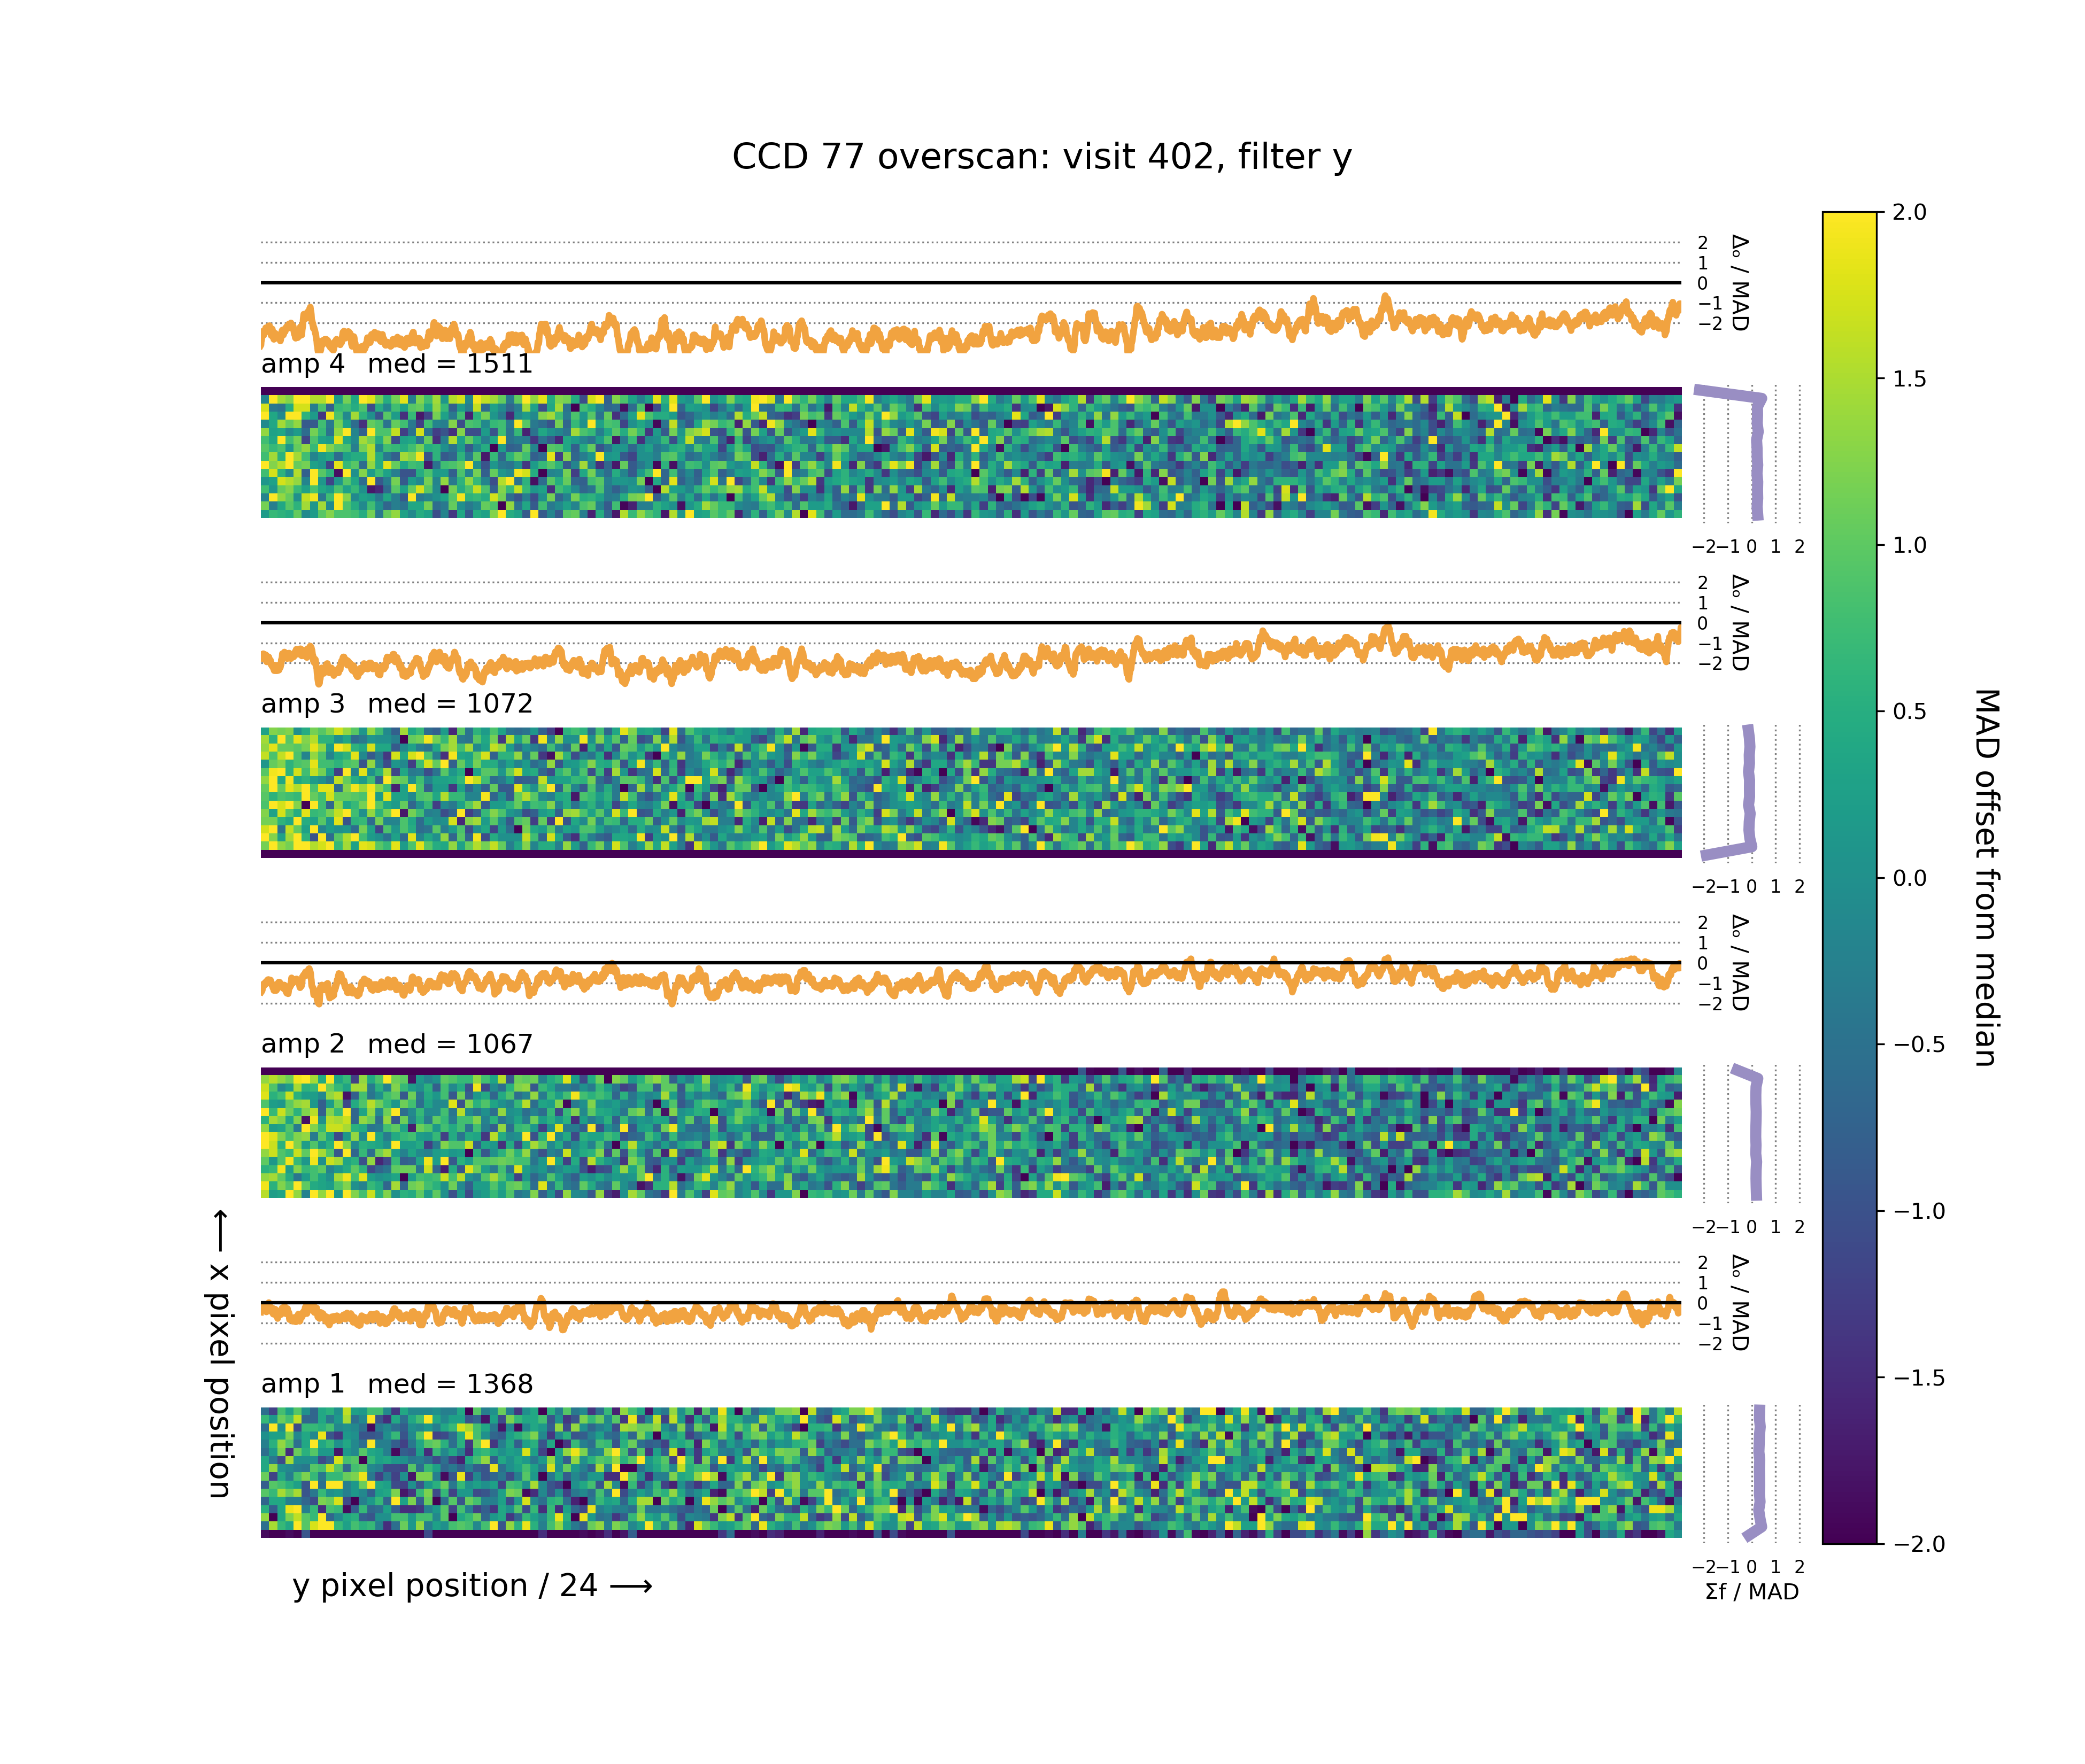 CCD 77 overscan: visit 402, filter y
2
1
0
−1
−2
Δₒ / MAD
amp 4 med = 1511
−2 −1 0 1 2
2
1
0
−1
−2
Δₒ / MAD
amp 3 med = 1072
−2 −1 0 1 2
2
1
0
−1
−2
Δₒ / MAD
amp 2 med = 1067
−2 −1 0 1 2
2
1
0
−1
−2
Δₒ / MAD
amp 1 med = 1368
−2 −1 0 1 2
Σf / MAD
x pixel position ⟶
y pixel position / 24 ⟶
2.0
1.5
1.0
0.5
0.0
−0.5
−1.0
−1.5
−2.0
MAD offset from median